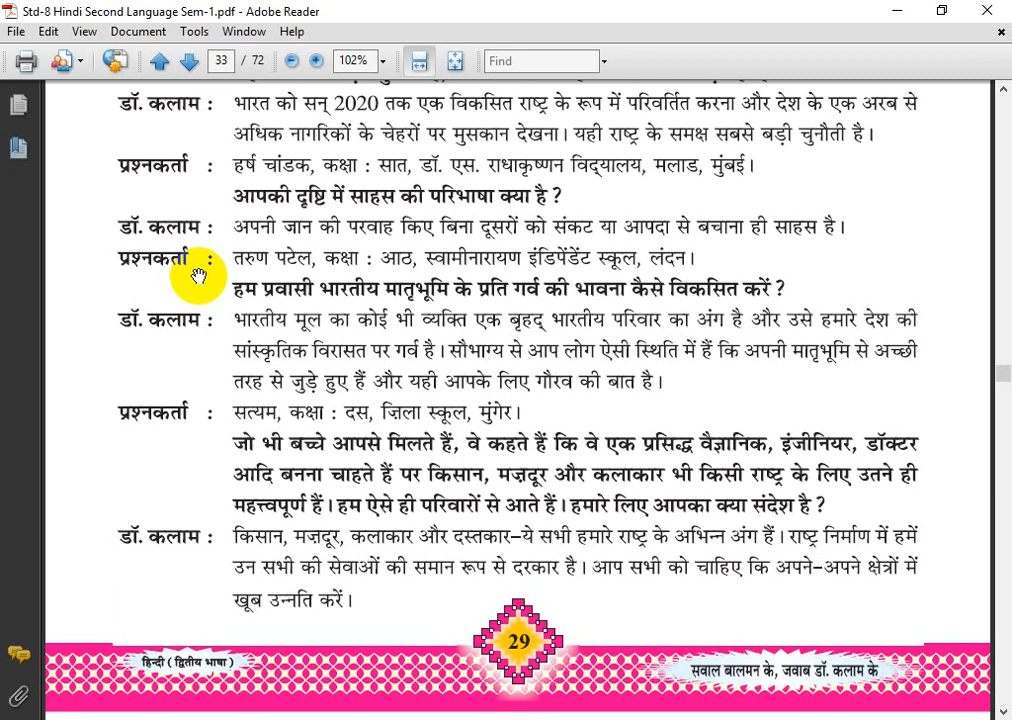 Std-8 Hindi Second Language Sem-1.pdf - Adobe Reader
File Edit View Document Tools Window Help
33 / 72 102% Find
डॉ. कलाम : भारत को सन् 2020 तक एक विकसित राष्ट्र के रूप में परिवर्तित करना और देश के एक अरब से
अधिक नागरिकों के चेहरों पर मुसकान देखना। यही राष्ट्र के समक्ष सबसे बड़ी चुनौती है।
प्रश्नकर्ता : हर्ष चांडक, कक्षा : सात, डॉ. एस. राधाकृष्णन विद्यालय, मलाड, मुंबई।
आपकी दृष्टि में साहस की परिभाषा क्या है ?
डॉ. कलाम : अपनी जान की परवाह किए बिना दूसरों को संकट या आपदा से बचाना ही साहस है।
प्रश्नकर्ता : तरुण पटेल, कक्षा : आठ, स्वामीनारायण इंडिपेंडेंट स्कूल, लंदन।
हम प्रवासी भारतीय मातृभूमि के प्रति गर्व की भावना कैसे विकसित करें ?
डॉ. कलाम : भारतीय मूल का कोई भी व्यक्ति एक बृहद् भारतीय परिवार का अंग है और उसे हमारे देश की
सांस्कृतिक विरासत पर गर्व है। सौभाग्य से आप लोग ऐसी स्थिति में हैं कि अपनी मातृभूमि से अच्छी
तरह से जुड़े हुए हैं और यही आपके लिए गौरव की बात है।
प्रश्नकर्ता : सत्यम, कक्षा : दस, ज़िला स्कूल, मुंगेर।
जो भी बच्चे आपसे मिलते हैं, वे कहते हैं कि वे एक प्रसिद्ध वैज्ञानिक, इंजीनियर, डॉक्टर
आदि बनना चाहते हैं पर किसान, मज़दूर और कलाकार भी किसी राष्ट्र के लिए उतने ही
महत्त्वपूर्ण हैं। हम ऐसे ही परिवारों से आते हैं। हमारे लिए आपका क्या संदेश है ?
डॉ. कलाम : किसान, मज़दूर, कलाकार और दस्तकार–ये सभी हमारे राष्ट्र के अभिन्न अंग हैं। राष्ट्र निर्माण में हमें
उन सभी की सेवाओं की समान रूप से दरकार है। आप सभी को चाहिए कि अपने–अपने क्षेत्रों में
खूब उन्नति करें।
29
हिन्दी ( द्वितीय भाषा )
सवाल बालमन के, जवाब डॉ. कलाम के